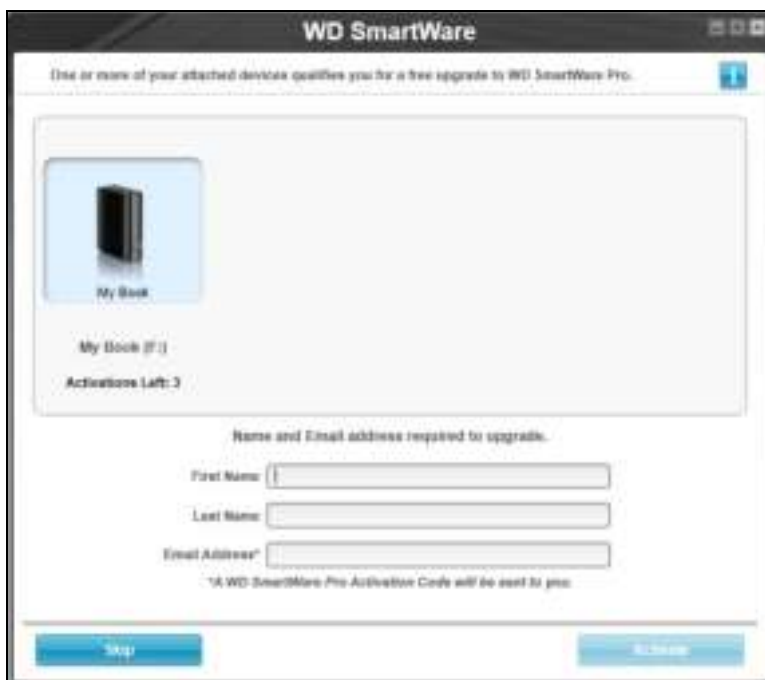 WD SmartWare
One or more of your attached devices qualifies you for a free upgrade to WD SmartWare Pro.
i
My Book
My Book (F:)
Activations Left: 3
Name and Email address required to upgrade.
First Name
Last Name
Email Address*
*A WD SmartWare Pro Activation Code will be sent to you.
Skip
Activate